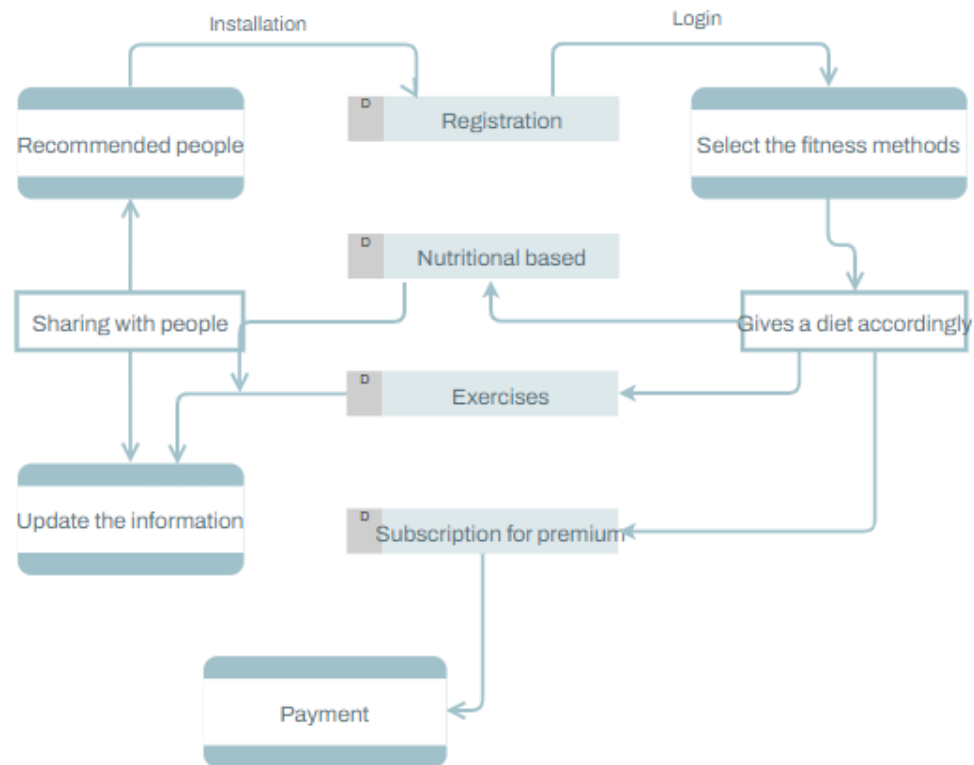 Installation
Login
Recommended people
D
Registration
Select the fitness methods
D
Nutritional based
Sharing with people
Gives a diet accordingly
D
Exercises
Update the information
D
Subscription for premium
Payment